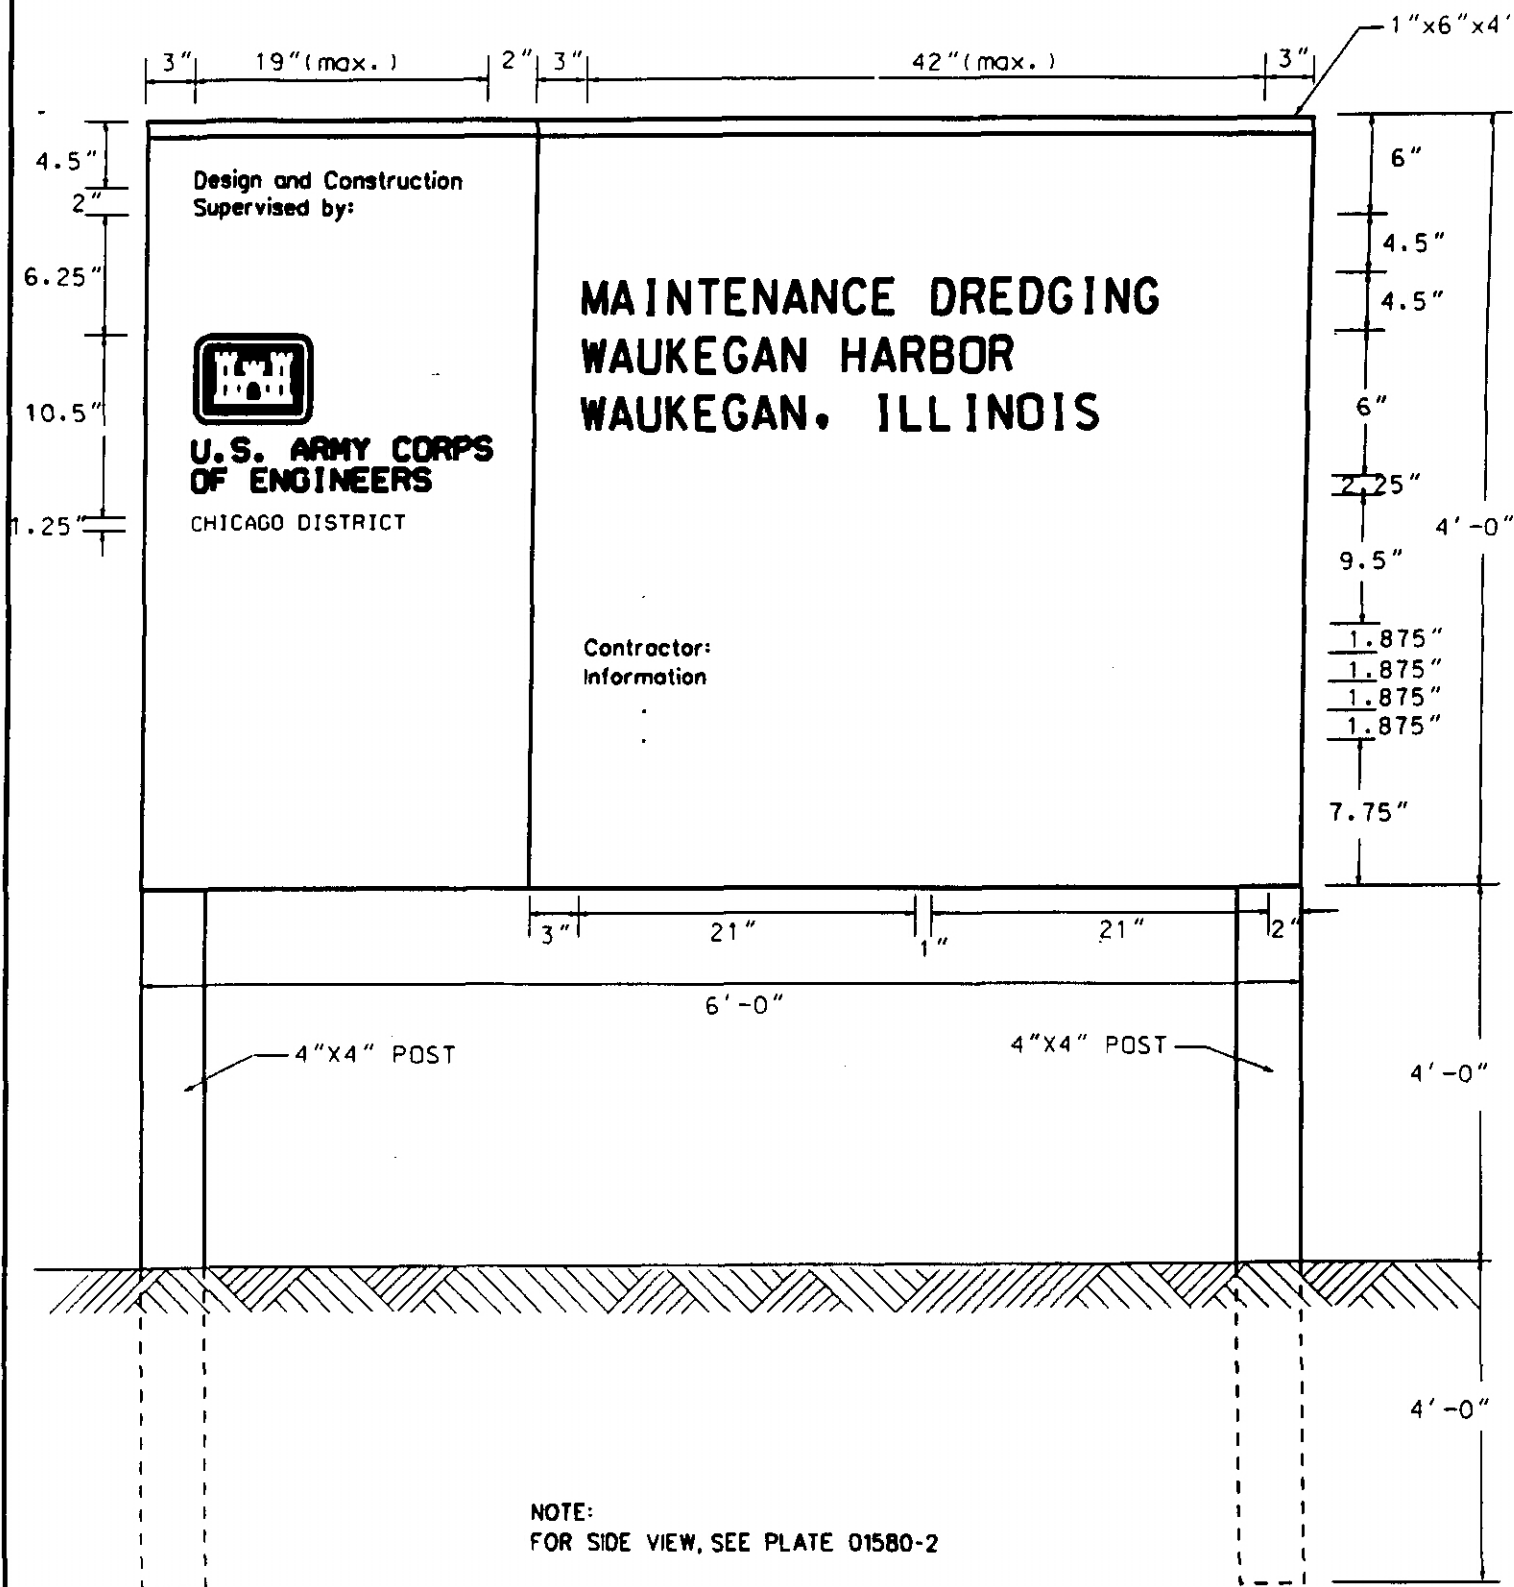 1"x6"x4'
3" 19"(max.) 2" 3" 42"(max.) 3"
4.5"
2"
6.25"
10.5"
1.25"
Design and Construction
Supervised by:
U.S. ARMY CORPS
OF ENGINEERS
CHICAGO DISTRICT
MAINTENANCE DREDGING
WAUKEGAN HARBOR
WAUKEGAN. ILLINOIS
Contractor:
Information
6"
4.5"
4.5"
6"
2.25"
9.5"
1.875"
1.875"
1.875"
1.875"
7.75"
4'-0"
3" 21" 1" 21" 2"
6'-0"
4"X4" POST
4"X4" POST
4'-0"
4'-0"
NOTE:
FOR SIDE VIEW, SEE PLATE 01580-2